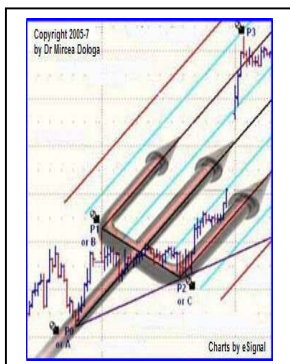 Copyright 2005-7
by Dr Mircea Dologa
P3
P1
or B
P2
or C
P0
or A
Charts by eSignal